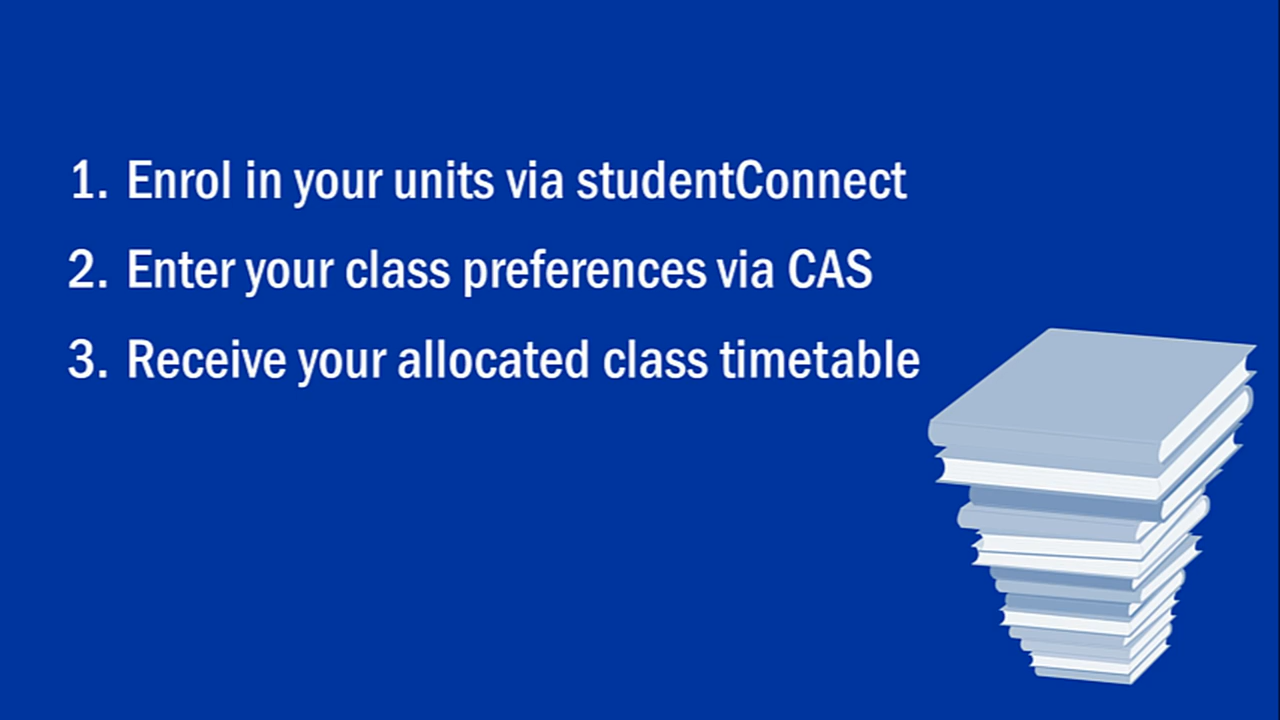 1. Enrol in your units via studentConnect
2. Enter your class preferences via CAS
3. Receive your allocated class timetable